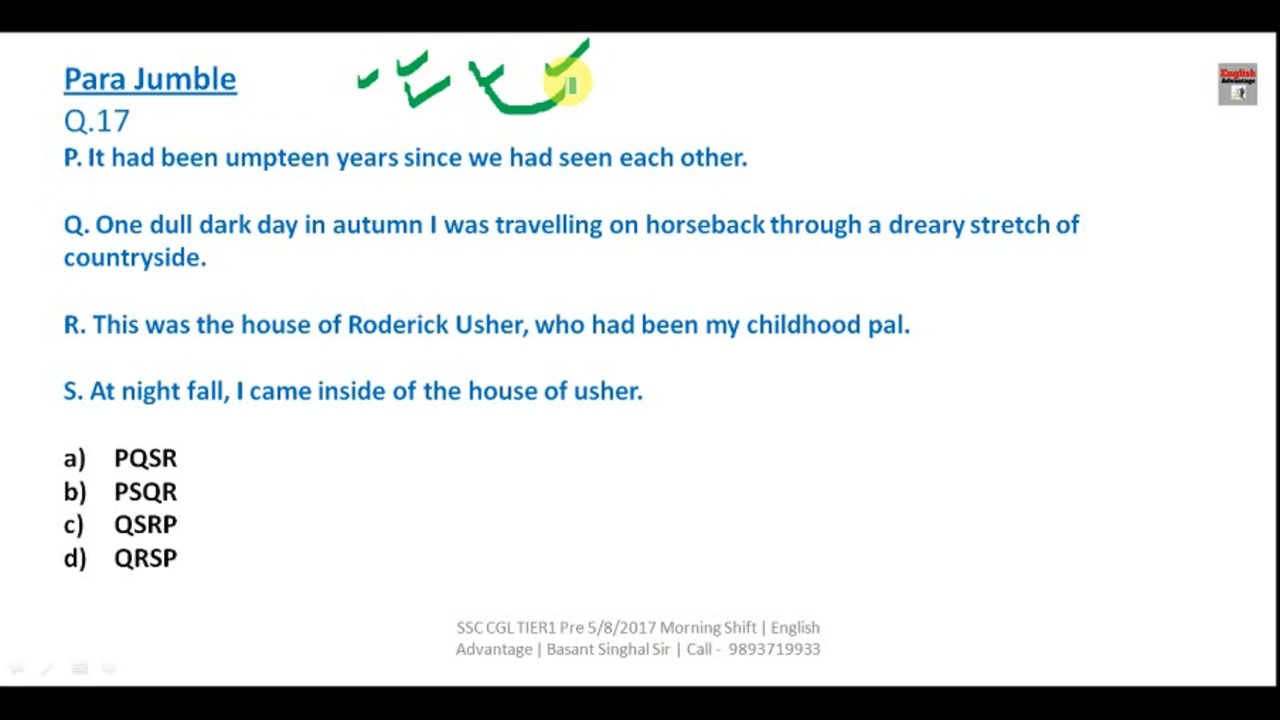 Para Jumble
English
Advantage
Q.17
P. It had been umpteen years since we had seen each other.
Q. One dull dark day in autumn I was travelling on horseback through a dreary stretch of
countryside.
R. This was the house of Roderick Usher, who had been my childhood pal.
S. At night fall, I came inside of the house of usher.
a) PQSR
b) PSQR
c) QSRP
d) QRSP
SSC CGL TIER1 Pre 5/8/2017 Morning Shift | English
Advantage | Basant Singhal Sir | Call - 9893719933